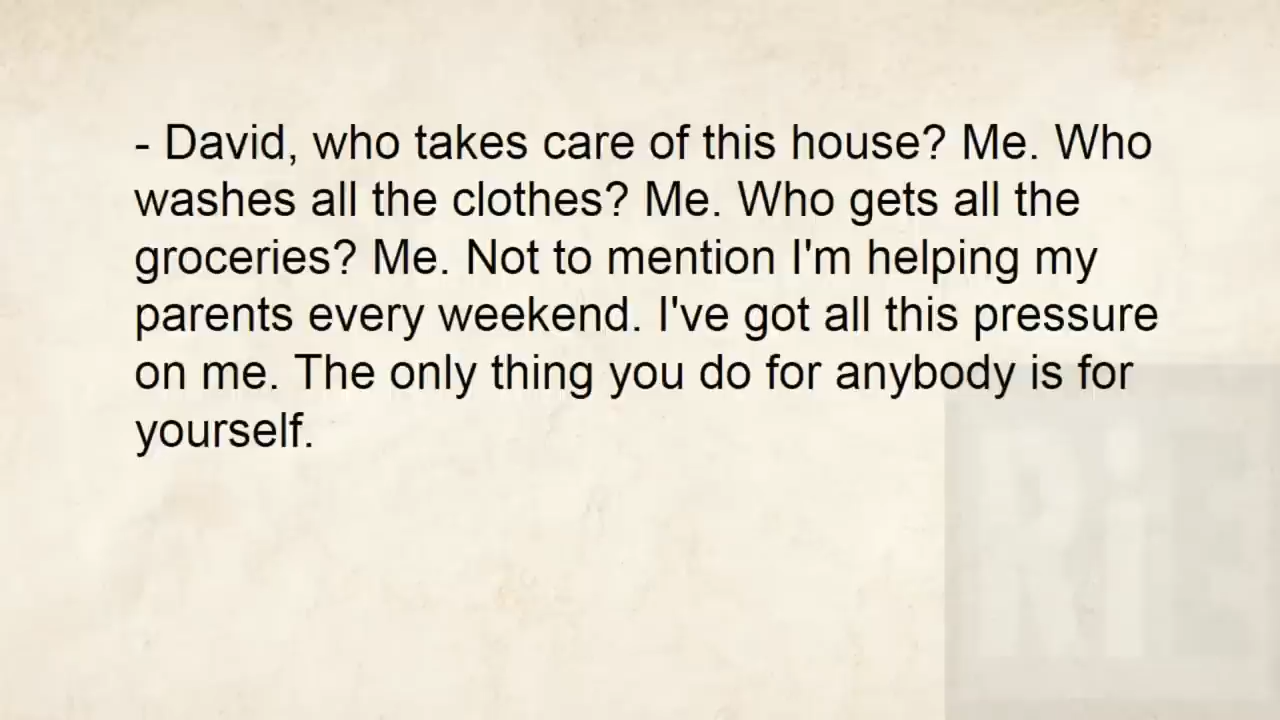 - David, who takes care of this house? Me. Who
washes all the clothes? Me. Who gets all the
groceries? Me. Not to mention I'm helping my
parents every weekend. I've got all this pressure
on me. The only thing you do for anybody is for
yourself.